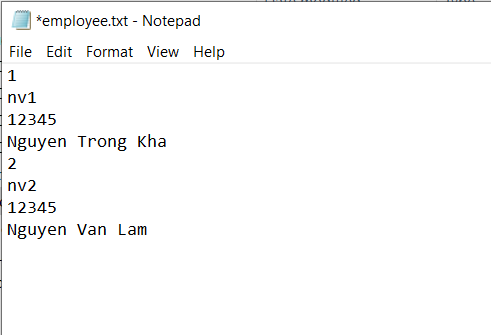 *employee.txt - Notepad
File Edit Format View Help
1
nv1
12345
Nguyen Trong Kha
2
nv2
12345
Nguyen Van Lam